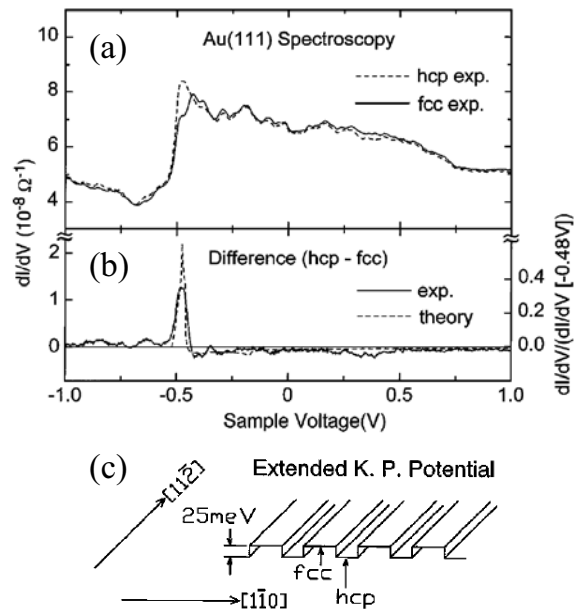 (a)
Au(111) Spectroscopy
hcp exp.
fcc exp.
10
8
6
4
dI/dV (10⁻⁸ Ω⁻¹)
(b)
Difference (hcp - fcc)
exp.
theory
2
1
0
0.4
0.2
0.0
dI/dV/(dI/dV [-0.48V])
-1.0 -0.5 0 0.5 1.0
Sample Voltage(V)
(c)
Extended K. P. Potential
[112̄]
25meV
fcc
hcp
[11̄0]